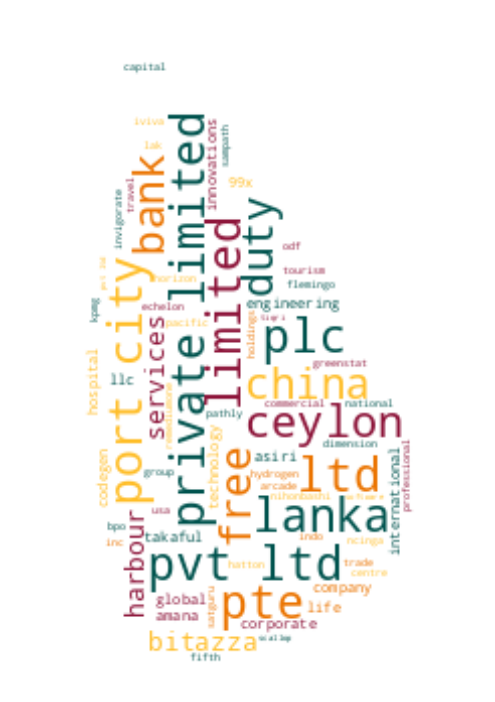 capital
iviva
private limited
innovations
sampath
lak
bank
99x
travel
invigorate
duty
limited
odf
port city
horizon
tourism
flemingo
kpmg
echelon
engineering
services
pacific
holdings
plc
greenstat
hospital
llc
china
commercial
national
pathly
ceylon
technology
dimension
professional
codegen
group
free
asiri
ltd
international
hydrogen
arcade
nihonbashi
software
usa
lanka
harbour
bpo
inc
takaful
indo
ncinga
pvt ltd
hatton
trade
centre
global
amana
satguru
pte
company
life
corporate
bitazza
scallop
fifth